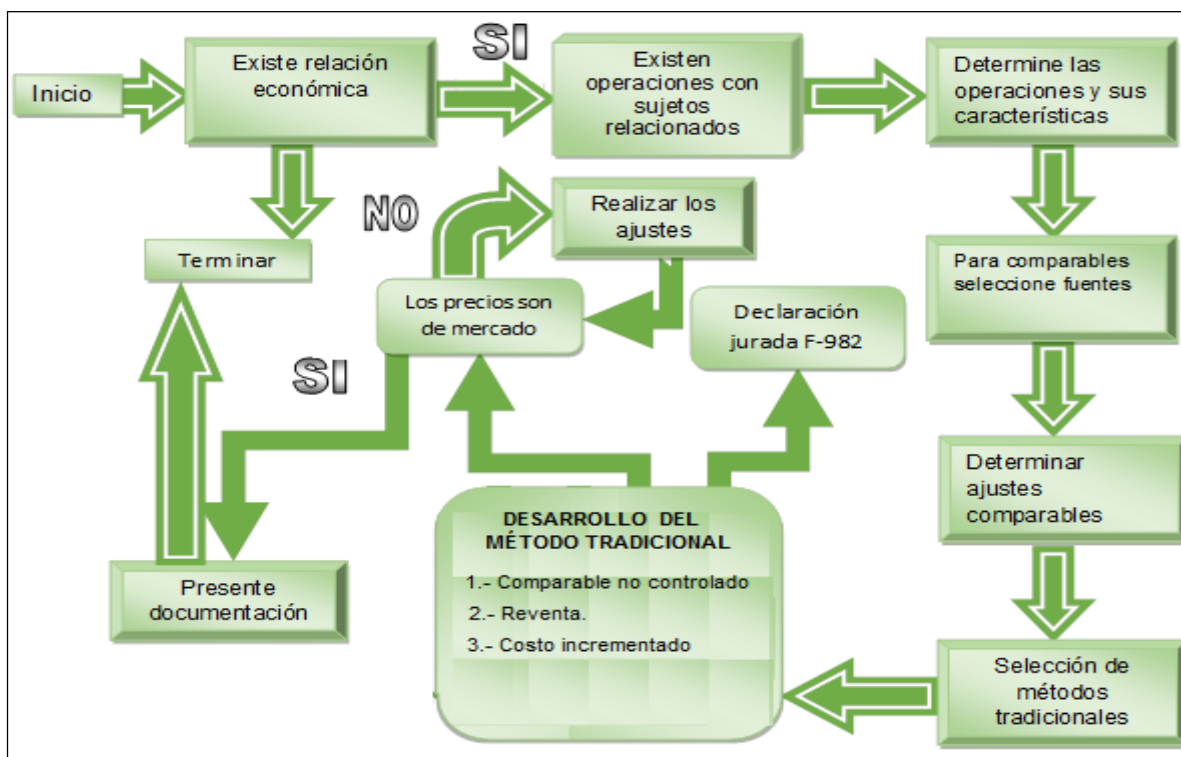 Inicio
Existe relación
económica
SI
Existen
operaciones con
sujetos
relacionados
Determine las
operaciones y sus
características
Terminar
NO
Realizar los
ajustes
Para comparables
seleccione fuentes
Los precios son
de mercado
Declaración
jurada F-982
SI
Determinar
ajustes
comparables
DESARROLLO DEL
MÉTODO TRADICIONAL
1.- Comparable no controlado
2.- Reventa.
3.- Costo incrementado
Presente
documentación
Selección de
métodos
tradicionales